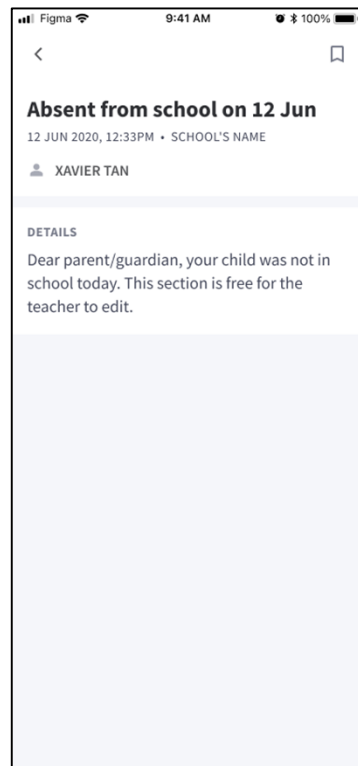 Figma 9:41 AM 100%
Absent from school on 12 Jun
12 JUN 2020, 12:33PM • SCHOOL'S NAME
XAVIER TAN
DETAILS
Dear parent/guardian, your child was not in
school today. This section is free for the
teacher to edit.